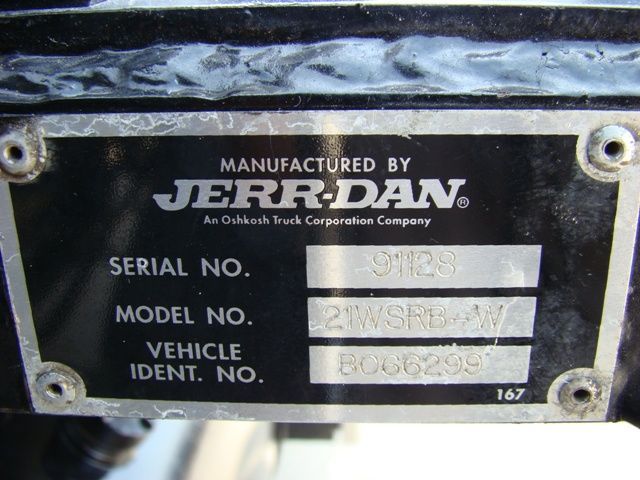 MANUFACTURED BY
JERR-DAN®
An Oshkosh Truck Corporation Company
SERIAL NO. 91128
MODEL NO. 21WSRB-W
VEHICLE IDENT. NO. B066299
167